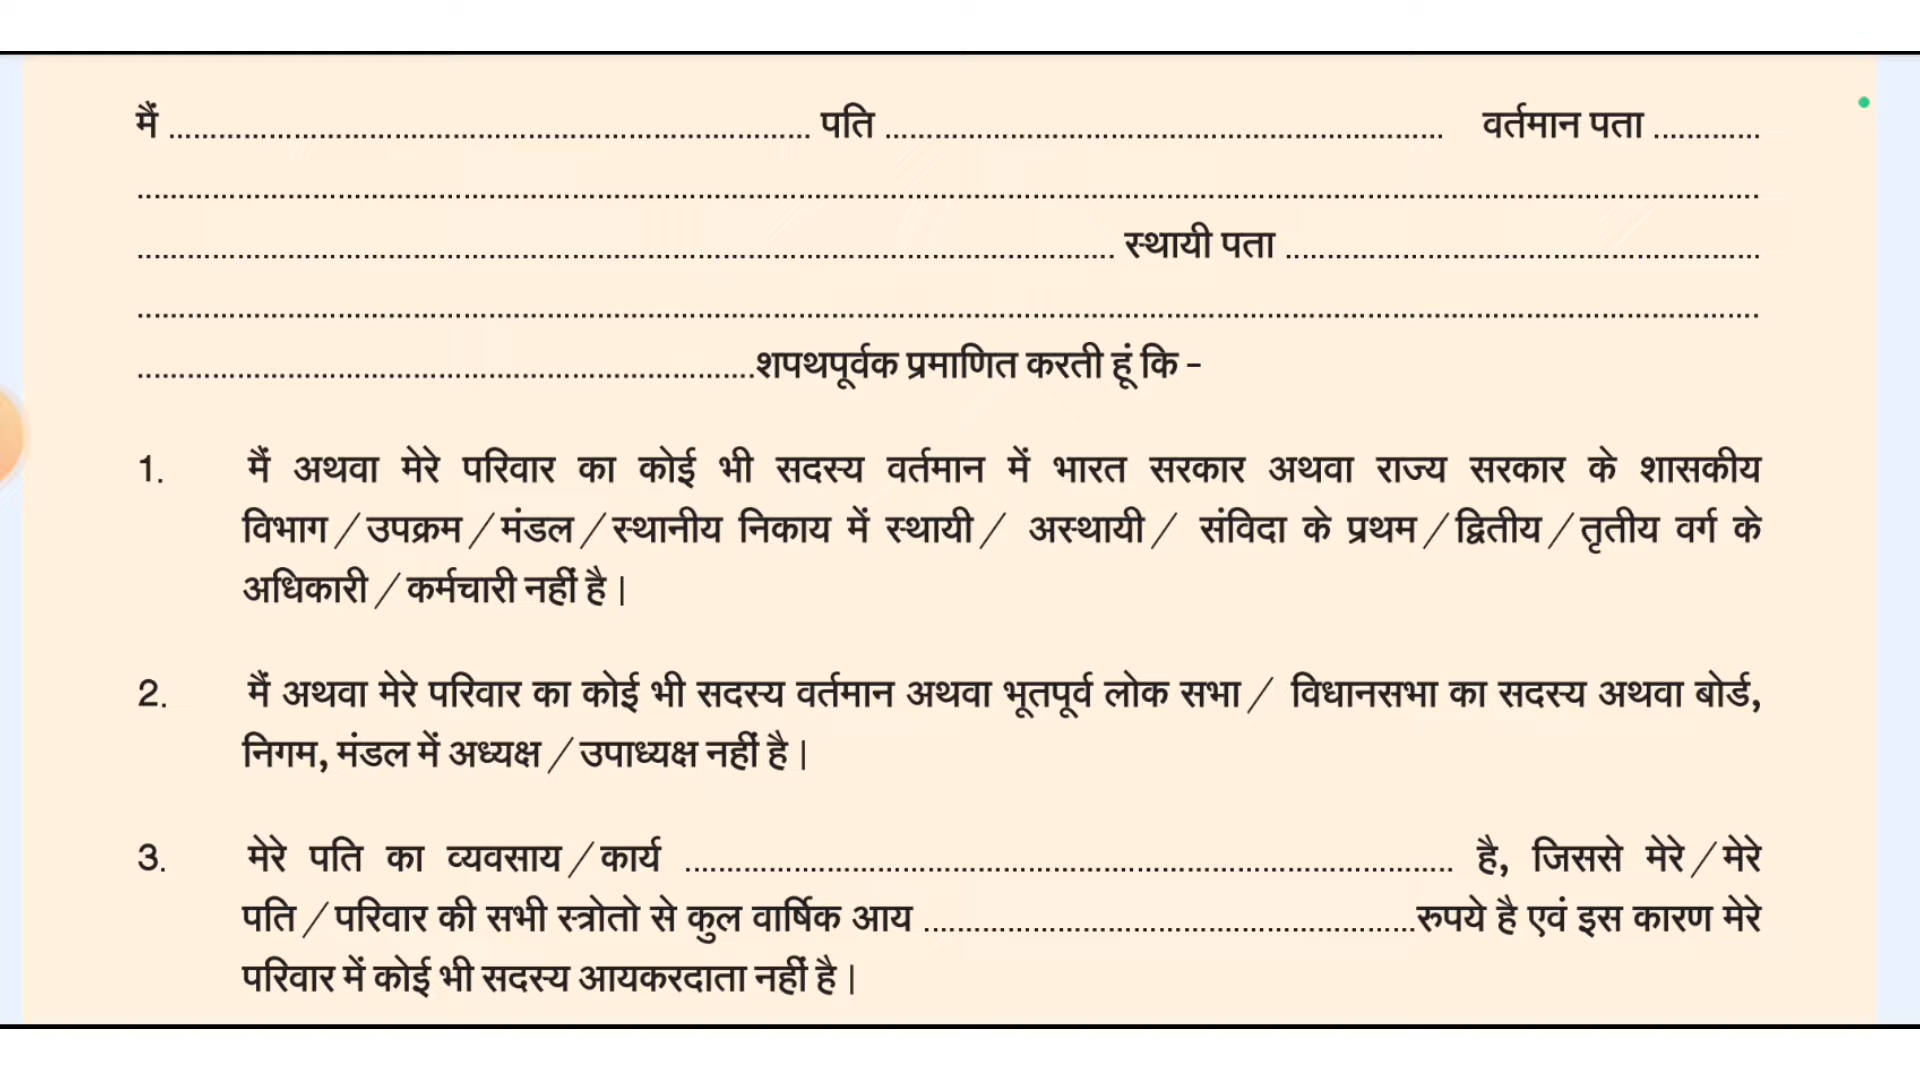 मैं ........................................................................... पति .................................................................. वर्तमान पता .............
..............................................................................................................................................................................................
................................................................................................................... स्थायी पता ........................................................
..............................................................................................................................................................................................
.........................................................................शपथपूर्वक प्रमाणित करती हूं कि -
1. मैं अथवा मेरे परिवार का कोई भी सदस्य वर्तमान में भारत सरकार अथवा राज्य सरकार के शासकीय
विभाग/उपक्रम/मंडल/स्थानीय निकाय में स्थायी/ अस्थायी/ संविदा के प्रथम/द्वितीय/तृतीय वर्ग के
अधिकारी/कर्मचारी नहीं है।
2. मैं अथवा मेरे परिवार का कोई भी सदस्य वर्तमान अथवा भूतपूर्व लोक सभा/ विधानसभा का सदस्य अथवा बोर्ड,
निगम, मंडल में अध्यक्ष/उपाध्यक्ष नहीं है।
3. मेरे पति का व्यवसाय/कार्य .......................................................................................... है, जिससे मेरे/मेरे
पति/परिवार की सभी स्त्रोतो से कुल वार्षिक आय ..........................................................रुपये है एवं इस कारण मेरे
परिवार में कोई भी सदस्य आयकरदाता नहीं है।